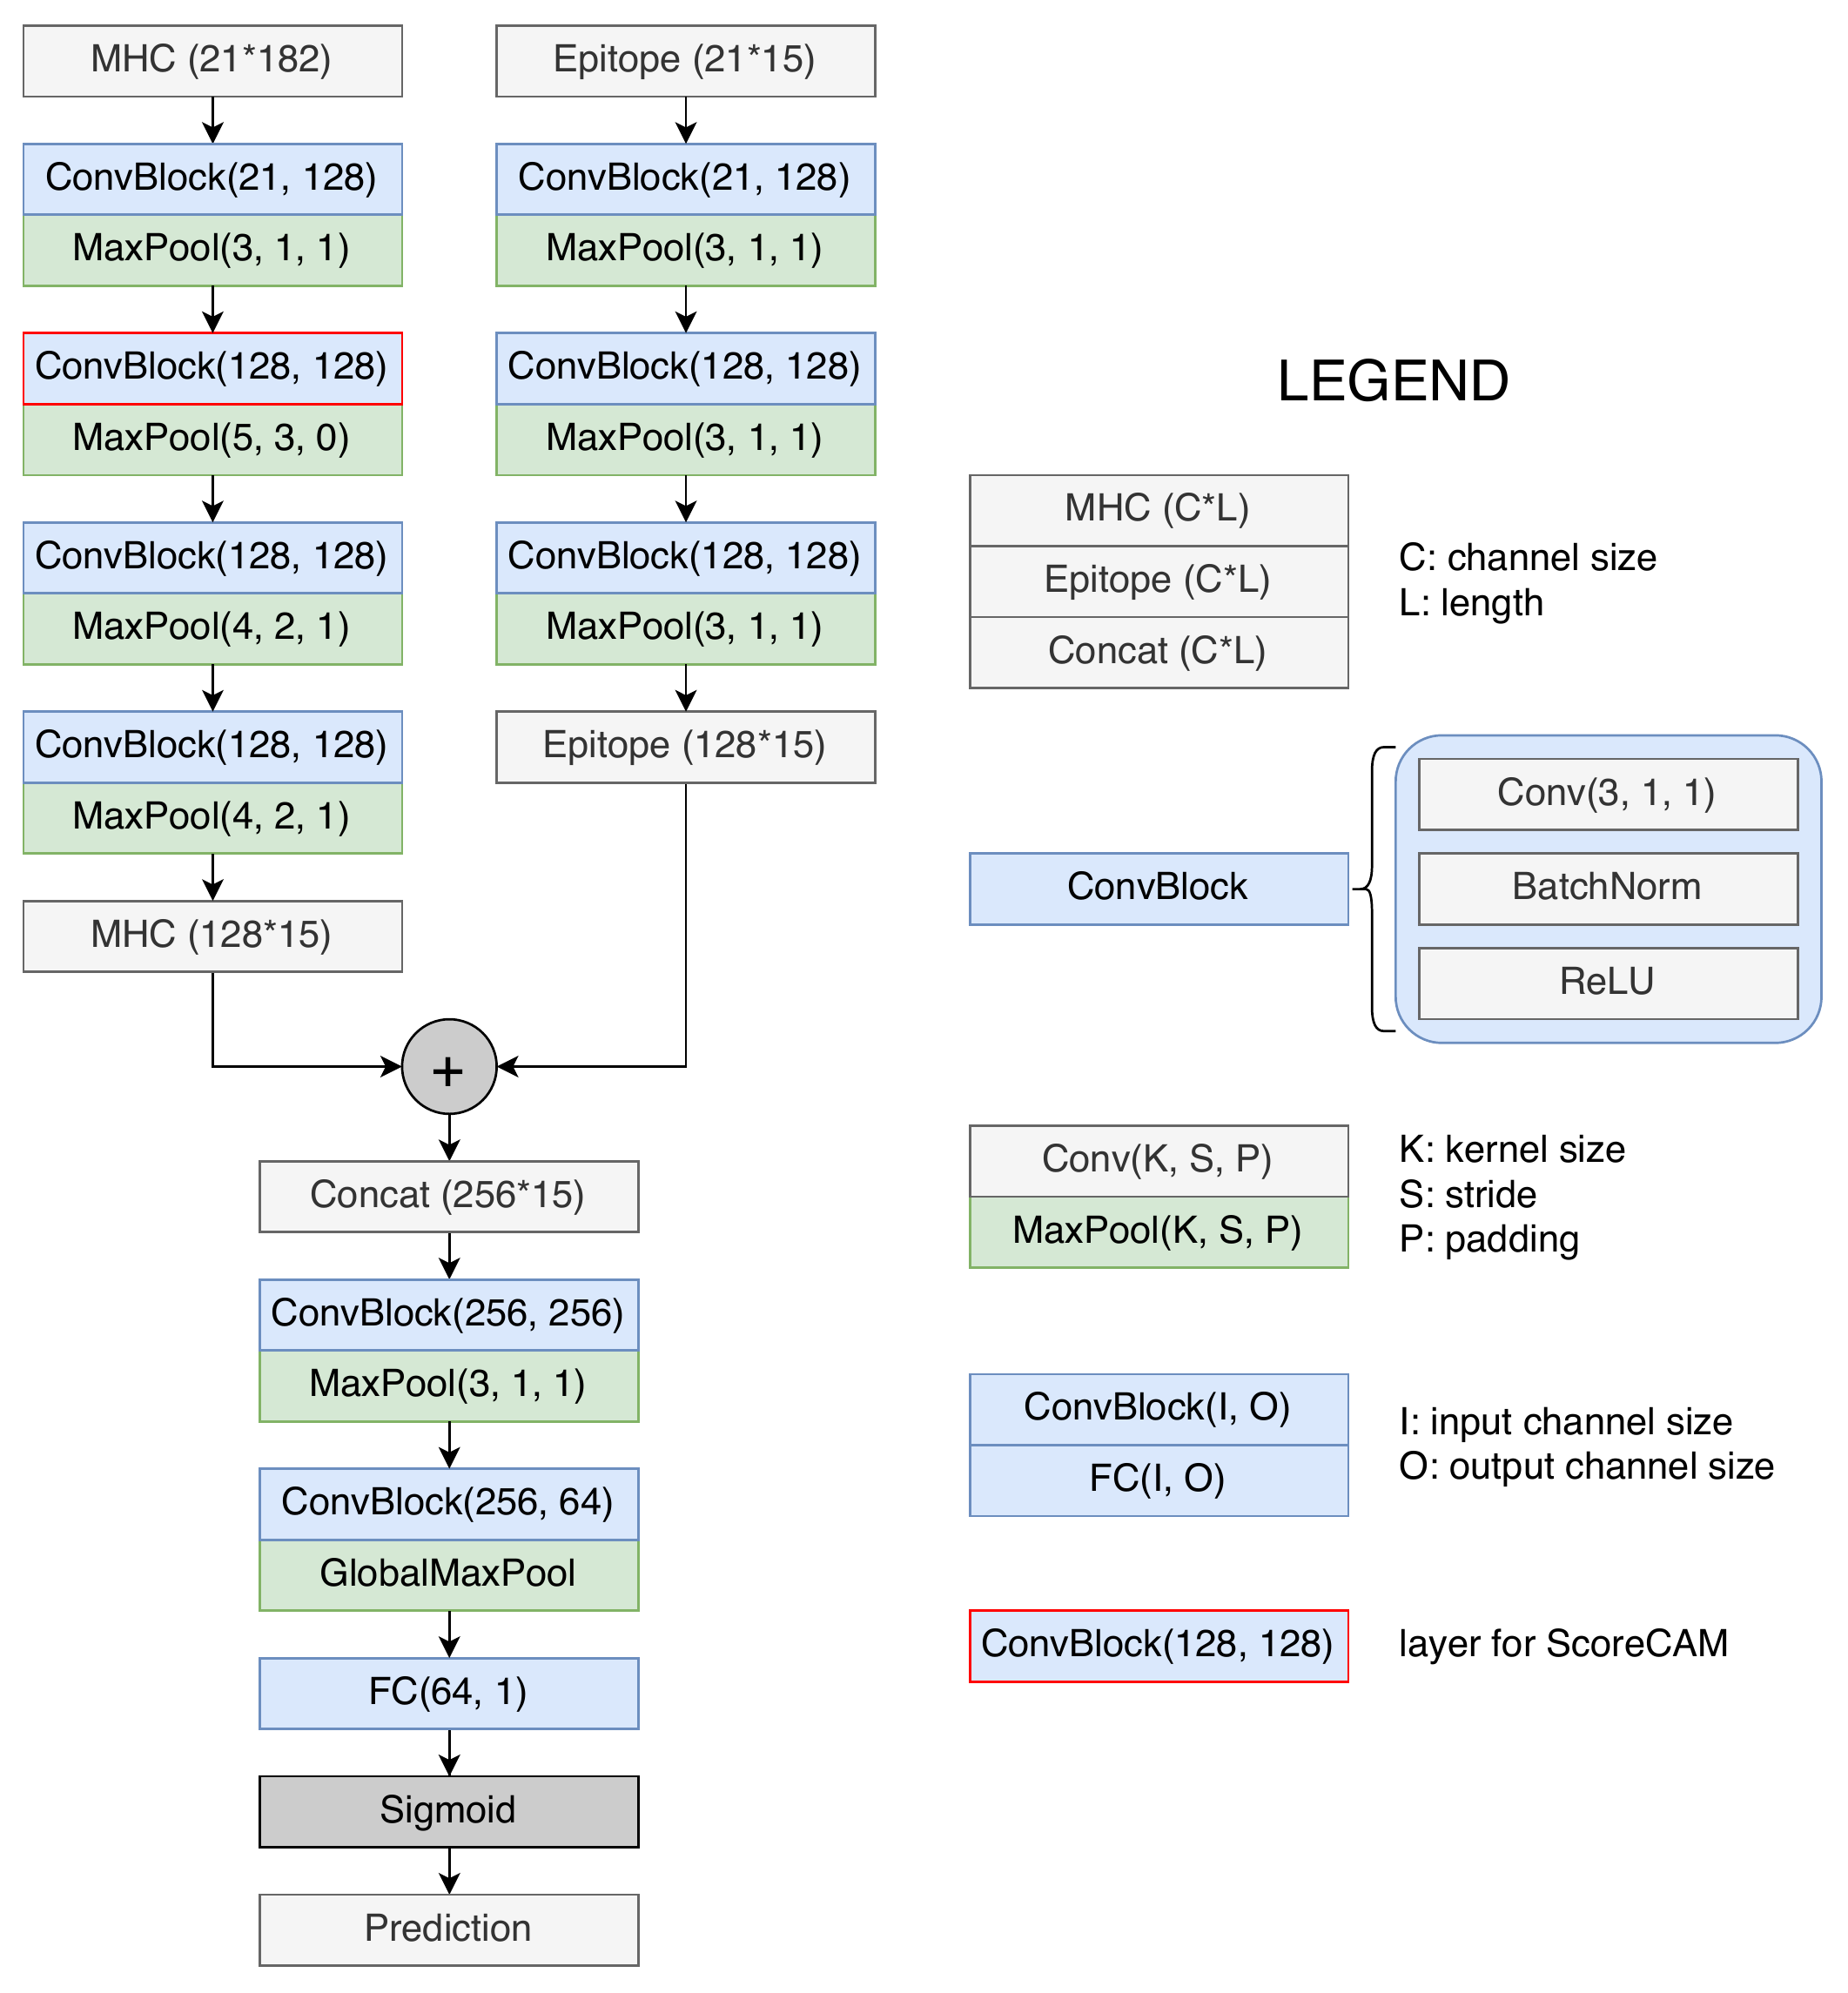 MHC (21*182)
ConvBlock(21, 128)
MaxPool(3, 1, 1)
ConvBlock(128, 128)
MaxPool(5, 3, 0)
ConvBlock(128, 128)
MaxPool(4, 2, 1)
ConvBlock(128, 128)
MaxPool(4, 2, 1)
MHC (128*15)
Epitope (21*15)
ConvBlock(21, 128)
MaxPool(3, 1, 1)
ConvBlock(128, 128)
MaxPool(3, 1, 1)
ConvBlock(128, 128)
MaxPool(3, 1, 1)
Epitope (128*15)
+
Concat (256*15)
ConvBlock(256, 256)
MaxPool(3, 1, 1)
ConvBlock(256, 64)
GlobalMaxPool
FC(64, 1)
Sigmoid
Prediction
LEGEND
MHC (C*L)
Epitope (C*L)
Concat (C*L)
C: channel size
L: length
ConvBlock
Conv(3, 1, 1)
BatchNorm
ReLU
Conv(K, S, P)
MaxPool(K, S, P)
K: kernel size
S: stride
P: padding
ConvBlock(I, O)
FC(I, O)
I: input channel size
O: output channel size
ConvBlock(128, 128)
layer for ScoreCAM